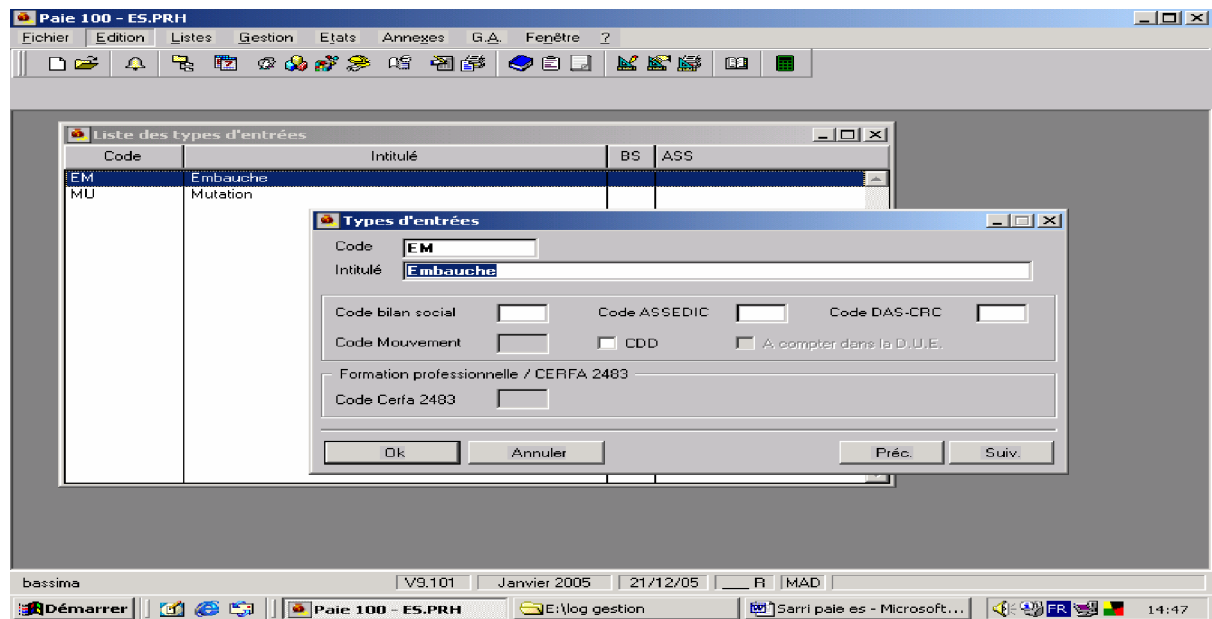 Paie 100 - ES.PRH
Fichier Edition Listes Gestion Etats Annexes G.A. Fenêtre ?
Liste des types d'entrées
Code Intitulé BS ASS
EM Embauche
MU Mutation
Types d'entrées
Code EM
Intitulé Embauche
Code bilan social Code ASSEDIC Code DAS-CRC
Code Mouvement CDD A compter dans la D.U.E.
Formation professionnelle / CERFA 2483
Code Cerfa 2483
Ok Annuler Préc. Suiv.
bassima V9.101 Janvier 2005 21/12/05 ___ R MAD
Démarrer Paie 100 - ES.PRH E:\log gestion Sarri paie es - Microsoft... FR 14:47